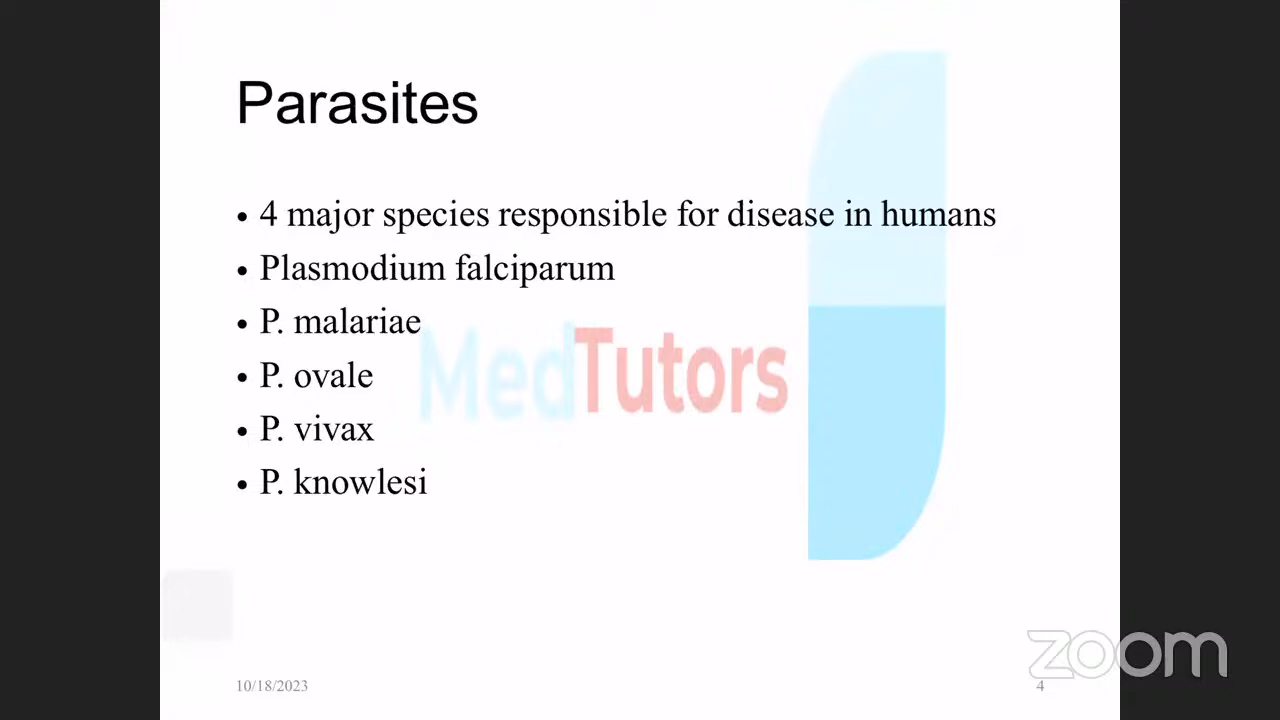 Parasites
• 4 major species responsible for disease in humans
• Plasmodium falciparum
• P. malariae
• P. ovale
• P. vivax
• P. knowlesi
MedTutors
zoom
10/18/2023
4